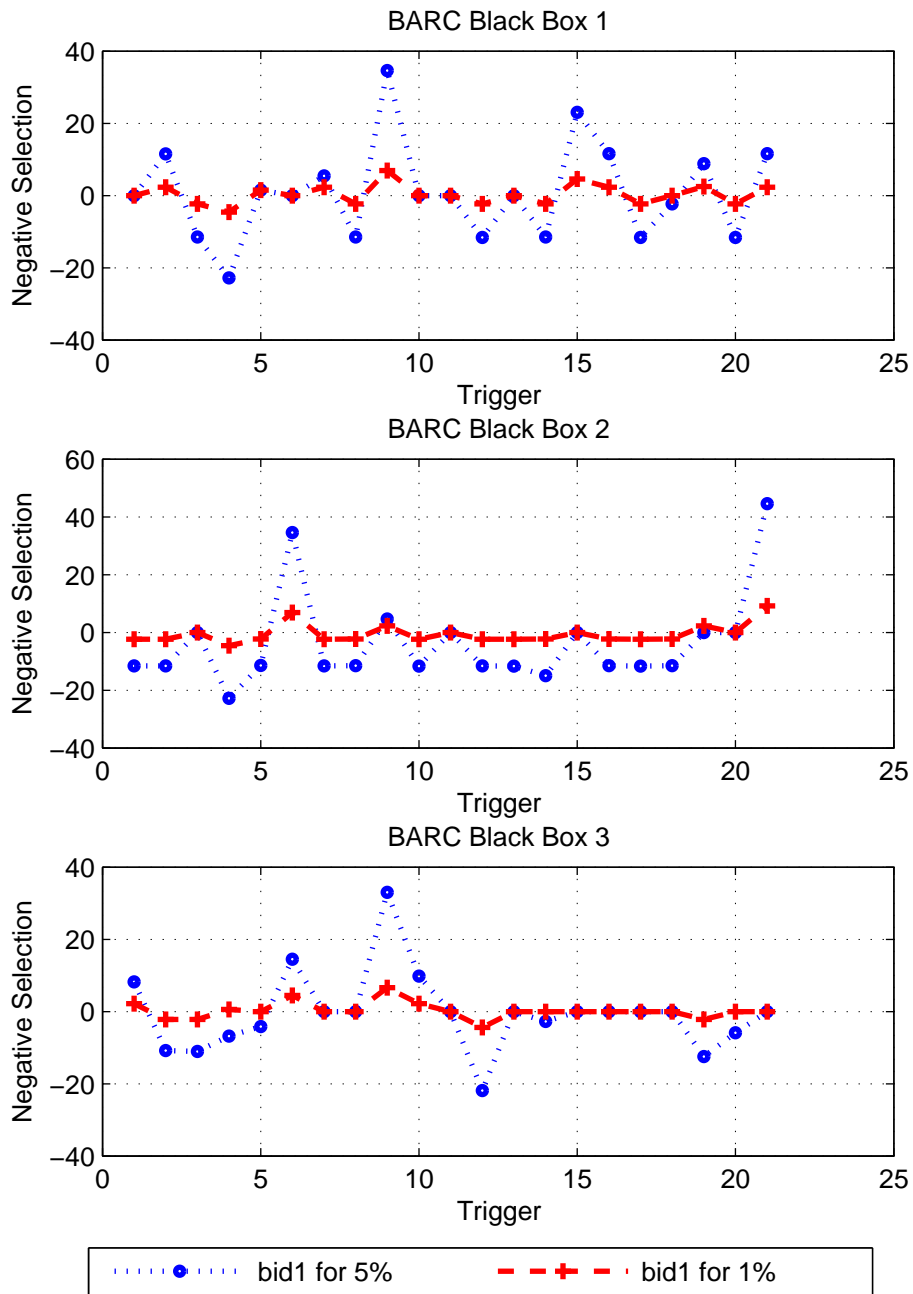 BARC Black Box 1
40
20
0
−20
−40
Negative Selection
0 5 10 15 20 25
Trigger
BARC Black Box 2
60
40
20
0
−20
−40
Negative Selection
0 5 10 15 20 25
Trigger
BARC Black Box 3
40
20
0
−20
−40
Negative Selection
0 5 10 15 20 25
Trigger
bid1 for 5% bid1 for 1%